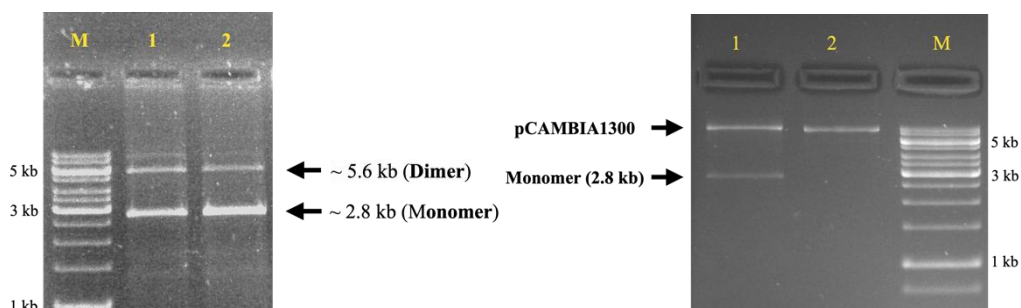 M 1 2
5 kb
3 kb
1 kb
~ 5.6 kb (Dimer)
~ 2.8 kb (Monomer)
1 2 M
pCAMBIA1300
Monomer (2.8 kb)
5 kb
3 kb
1 kb